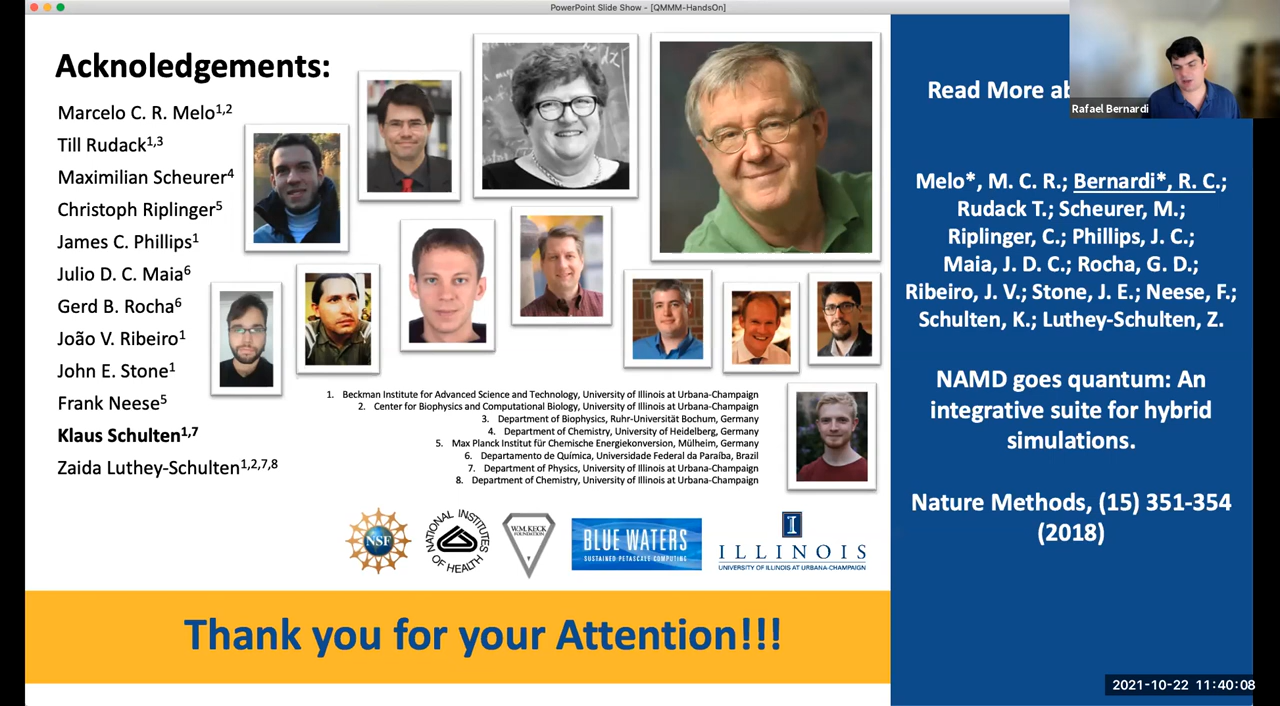 PowerPoint Slide Show - [QMMM-HandsOn]
Acknoledgements:
Marcelo C. R. Melo1,2
Till Rudack1,3
Maximilian Scheurer4
Christoph Riplinger5
James C. Phillips1
Julio D. C. Maia6
Gerd B. Rocha6
João V. Ribeiro1
John E. Stone1
Frank Neese5
Klaus Schulten1,7
Zaida Luthey-Schulten1,2,7,8
1. Beckman Institute for Advanced Science and Technology, University of Illinois at Urbana-Champaign
2. Center for Biophysics and Computational Biology, University of Illinois at Urbana-Champaign
3. Department of Biophysics, Ruhr-Universität Bochum, Germany
4. Department of Chemistry, University of Heidelberg, Germany
5. Max Planck Institut für Chemische Energiekonversion, Mülheim, Germany
6. Departamento de Química, Universidade Federal da Paraíba, Brazil
7. Department of Physics, University of Illinois at Urbana-Champaign
8. Department of Chemistry, University of Illinois at Urbana-Champaign
NSF
NATIONAL INSTITUTES OF HEALTH
W.M. KECK
FOUNDATION
BLUE WATERS
SUSTAINED PETASCALE COMPUTING
I
ILLINOIS
UNIVERSITY OF ILLINOIS AT URBANA-CHAMPAIGN
Thank you for your Attention!!!
Read More ab
Rafael Bernardi
Melo*, M. C. R.; Bernardi*, R. C.;
Rudack T.; Scheurer, M.;
Riplinger, C.; Phillips, J. C.;
Maia, J. D. C.; Rocha, G. D.;
Ribeiro, J. V.; Stone, J. E.; Neese, F.;
Schulten, K.; Luthey-Schulten, Z.
NAMD goes quantum: An
integrative suite for hybrid
simulations.
Nature Methods, (15) 351-354
(2018)
2021-10-22 11:40:08